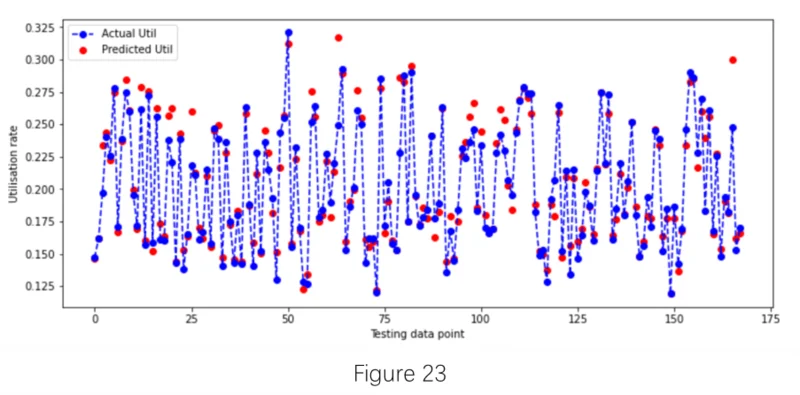 Actual Util
Predicted Util
0.325
0.300
0.275
0.250
0.225
0.200
0.175
0.150
0.125
Utilisation rate
0 25 50 75 100 125 150 175
Testing data point
Figure 23